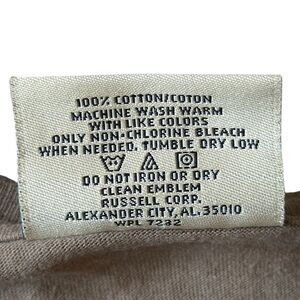 100% COTTON/COTON
MACHINE WASH WARM
WITH LIKE COLORS
ONLY NON-CHLORINE BLEACH
WHEN NEEDED. TUMBLE DRY LOW
DO NOT IRON OR DRY
CLEAN EMBLEM
RUSSELL CORP.
ALEXANDER CITY, AL. 35010
WPL 7232